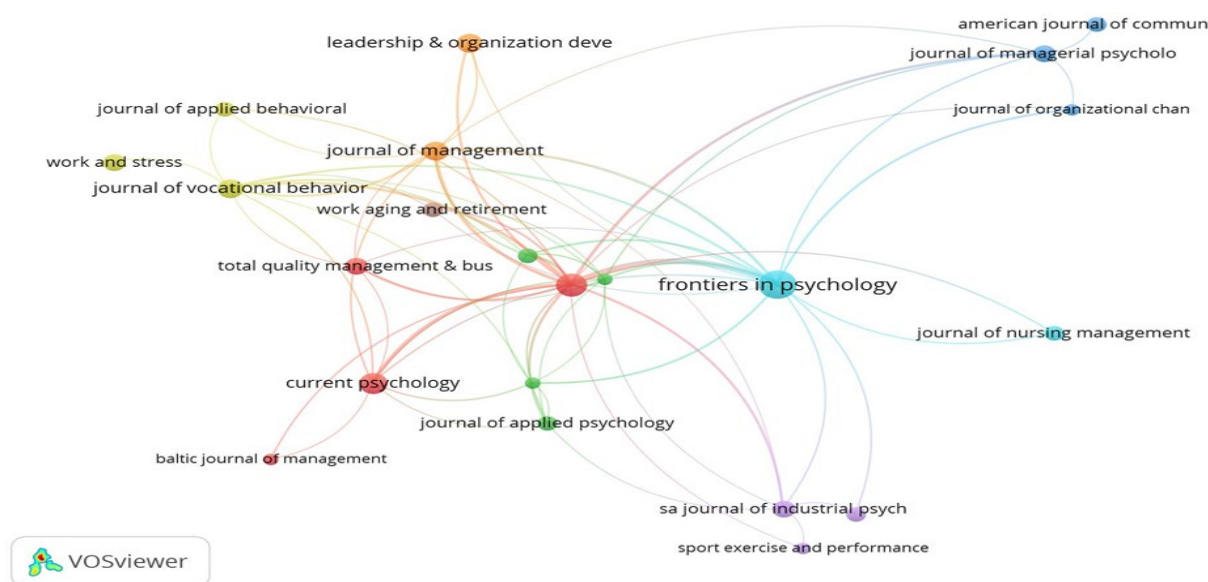 american journal of commun
leadership & organization deve
journal of managerial psycholo
journal of applied behavioral
journal of organizational chan
journal of management
work and stress
journal of vocational behavior
work aging and retirement
total quality management & bus
frontiers in psychology
journal of nursing management
current psychology
journal of applied psychology
baltic journal of management
sa journal of industrial psych
sport exercise and performance
VOSviewer